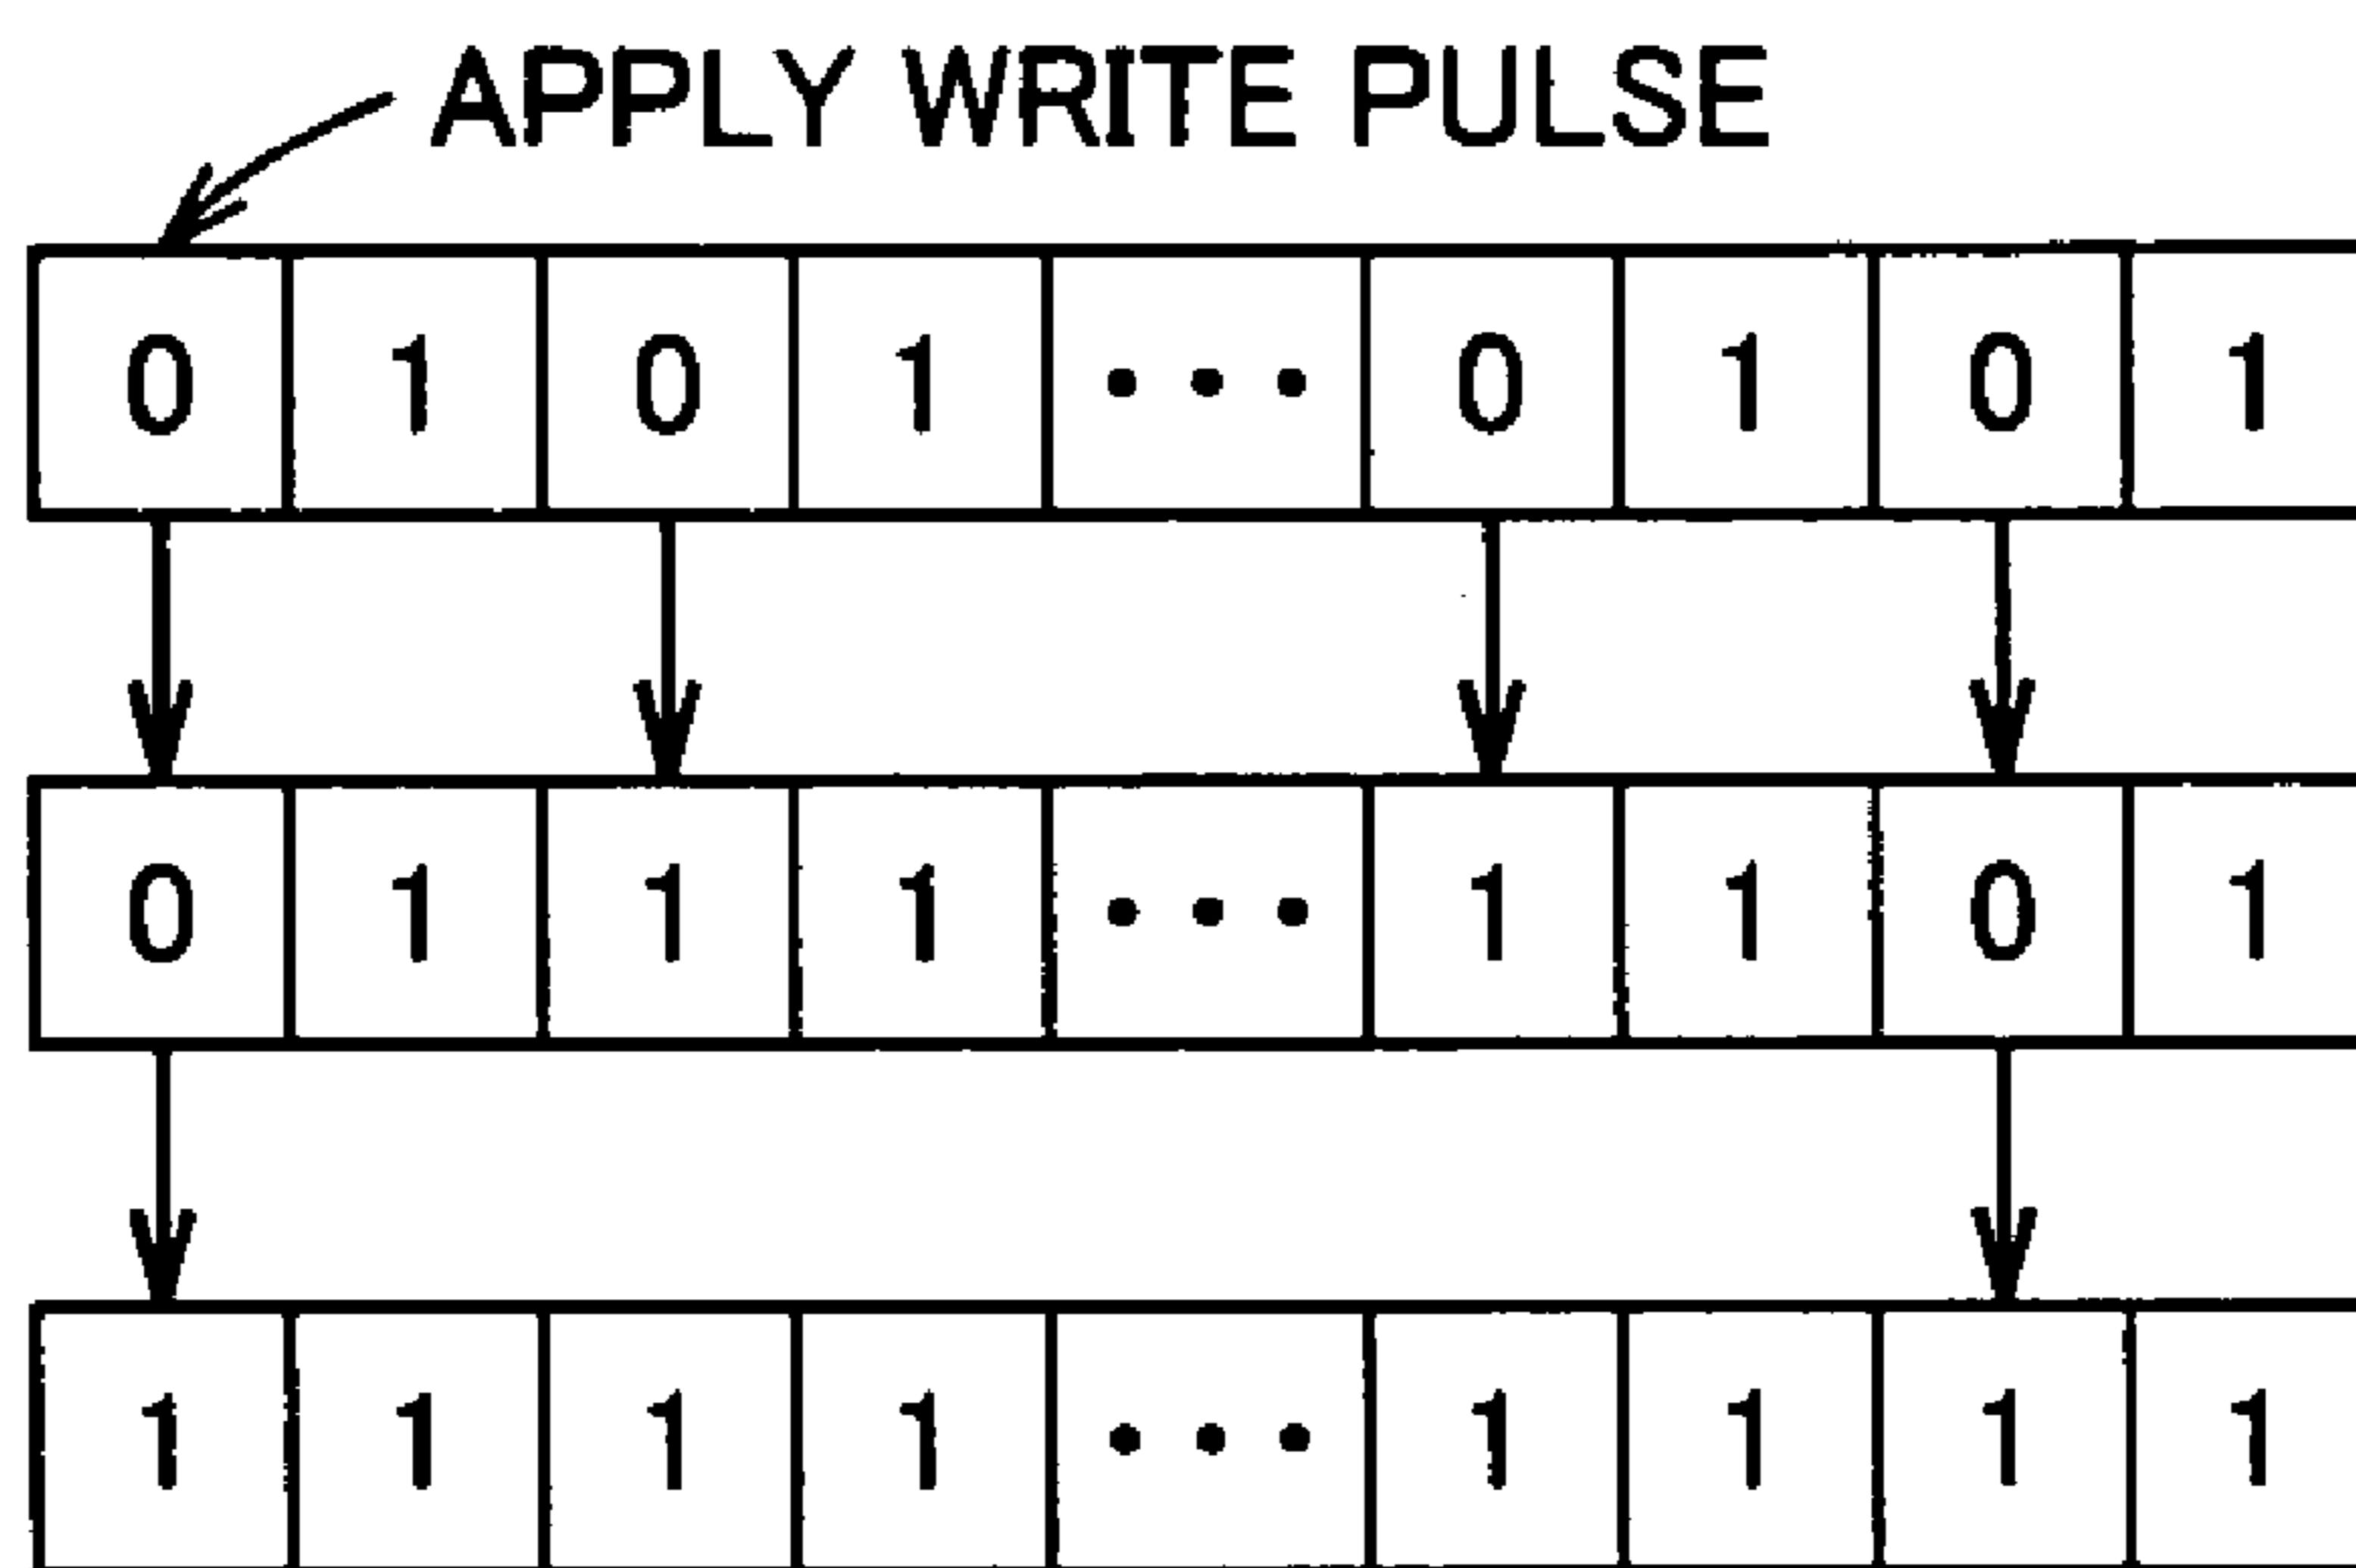 APPLY WRITE PULSE
0 1 0 1 • • • 0 1 0 1
0 1 1 1 • • • 1 1 0 1
1 1 1 1 • • • 1 1 1 1